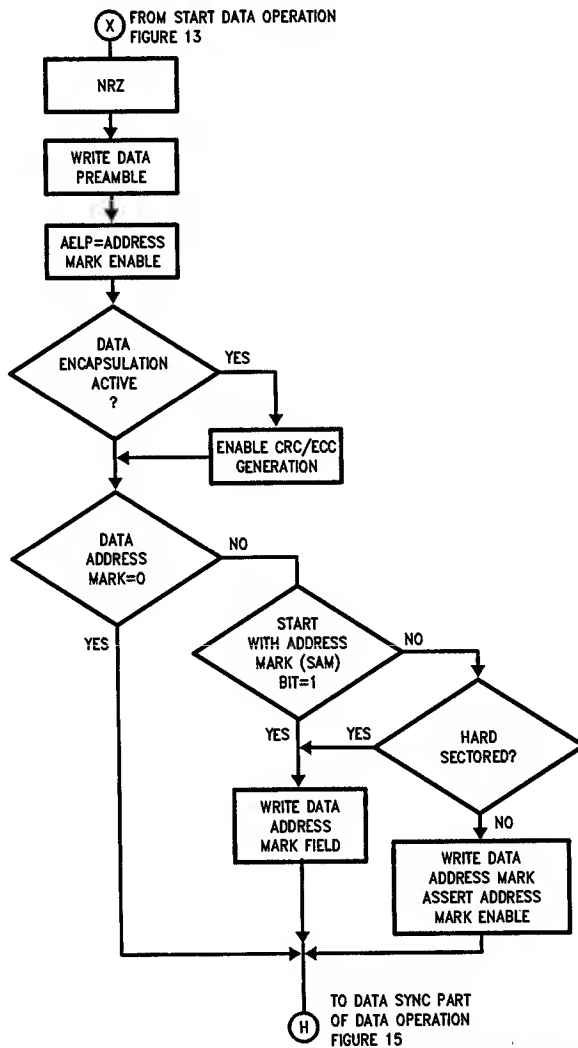 X
FROM START DATA OPERATION
FIGURE 13
NRZ
WRITE DATA
PREAMBLE
AELP=ADDRESS
MARK ENABLE
DATA
ENCAPSULATION
ACTIVE
?
YES
ENABLE CRC/ECC
GENERATION
DATA
ADDRESS
MARK=0
NO
YES
START
WITH ADDRESS
MARK (SAM)
BIT=1
NO
YES
HARD
SECTORED?
YES
NO
WRITE DATA
ADDRESS
MARK FIELD
WRITE DATA
ADDRESS MARK
ASSERT ADDRESS
MARK ENABLE
H
TO DATA SYNC PART
OF DATA OPERATION
FIGURE 15